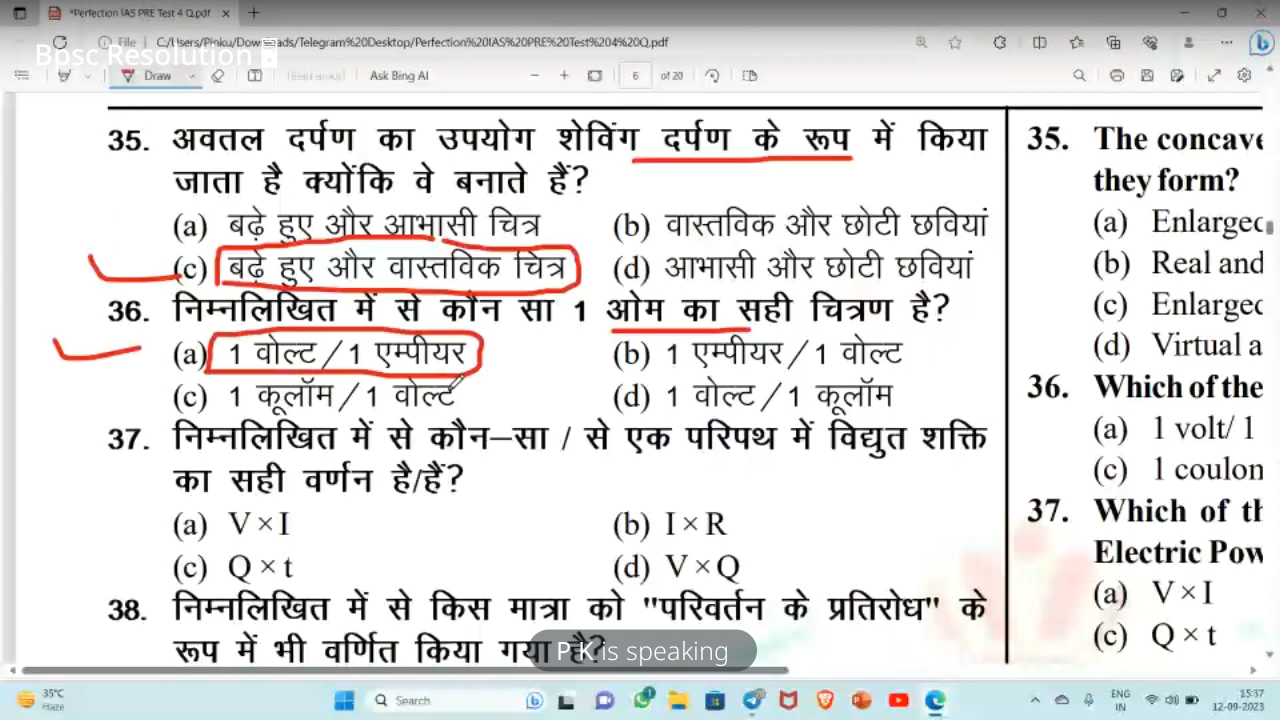 *Perfection IAS PRE Test 4 Q.pdf
File C:/Users/Pinku/Downloads/Telegram%20Desktop/Perfection%20IAS%20PRE%20Test%204%20Q.pdf
Bpsc Resolution
Draw Read aloud Ask Bing AI 6 of 20
35. अवतल दर्पण का उपयोग शेविंग दर्पण के रूप में किया
जाता है क्योंकि वे बनाते हैं?
(a) बढ़े हुए और आभासी चित्र (b) वास्तविक और छोटी छवियां
(c) बढ़े हुए और वास्तविक चित्र (d) आभासी और छोटी छवियां
36. निम्नलिखित में से कौन सा 1 ओम का सही चित्रण है?
(a) 1 वोल्ट/1 एम्पीयर (b) 1 एम्पीयर/1 वोल्ट
(c) 1 कूलॉम/1 वोल्ट (d) 1 वोल्ट/1 कूलॉम
37. निम्नलिखित में से कौन–सा / से एक परिपथ में विद्युत शक्ति
का सही वर्णन है/हैं?
(a) V×I (b) I×R
(c) Q×t (d) V×Q
38. निम्नलिखित में से किस मात्रा को "परिवर्तन के प्रतिरोध" के
रूप में भी वर्णित किया गया है?
35. The concave
they form?
(a) Enlarged
(b) Real and
(c) Enlarged
(d) Virtual a
36. Which of the
(a) 1 volt/ 1
(c) 1 coulom
37. Which of th
Electric Pow
(a) V×I
(c) Q×t
P K is speaking
35°C
Haze
Search
ENG
IN
15:37
12-09-2023